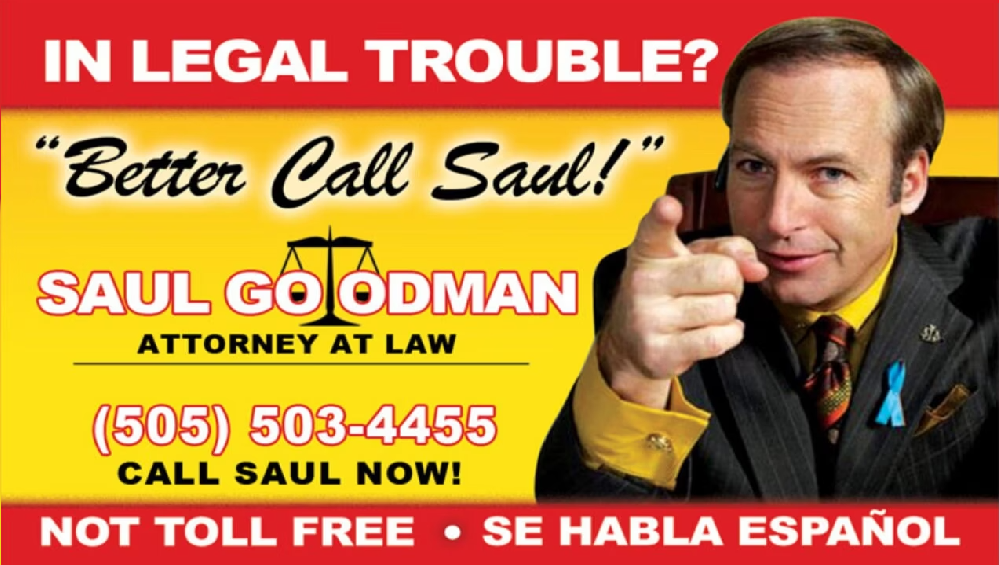 IN LEGAL TROUBLE?
"Better Call Saul!"
SAUL GOODMAN
ATTORNEY AT LAW
(505) 503-4455
CALL SAUL NOW!
NOT TOLL FREE • SE HABLA ESPAÑOL